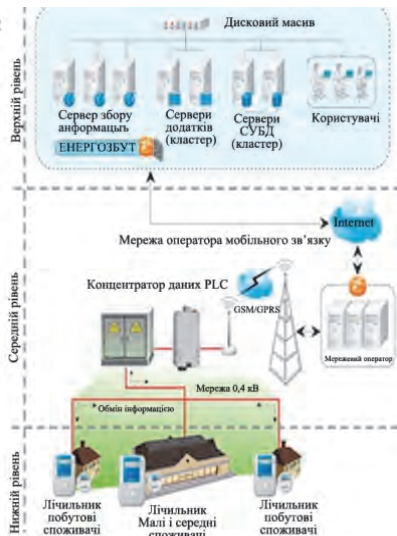 Дисковий масив
Верхній рівень
Сервер збору
анформацыъ
Сервери
додатків
(кластер)
Сервери
СУБД
(кластер)
Користувачі
ЕНЕРГОЗБУТ
Середній рівень
Internet
Мережа оператора мобільного зв’язку
Концентратор даних PLC
GSM/GPRS
Мережевий оператор
Мережа 0,4 кВ
Обмін інформацією
Нижній рівень
Лічильник
побутові
споживачі
Лічильник
Малі і середні
споживачі
Лічильник
побутові
споживачі